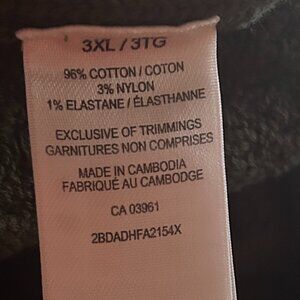 3XL / 3TG
96% COTTON / COTON
3% NYLON
1% ELASTANE / ÉLASTHANNE
EXCLUSIVE OF TRIMMINGS
GARNITURES NON COMPRISES
MADE IN CAMBODIA
FABRIQUÉ AU CAMBODGE
CA 03961
2BDADHFA2154X